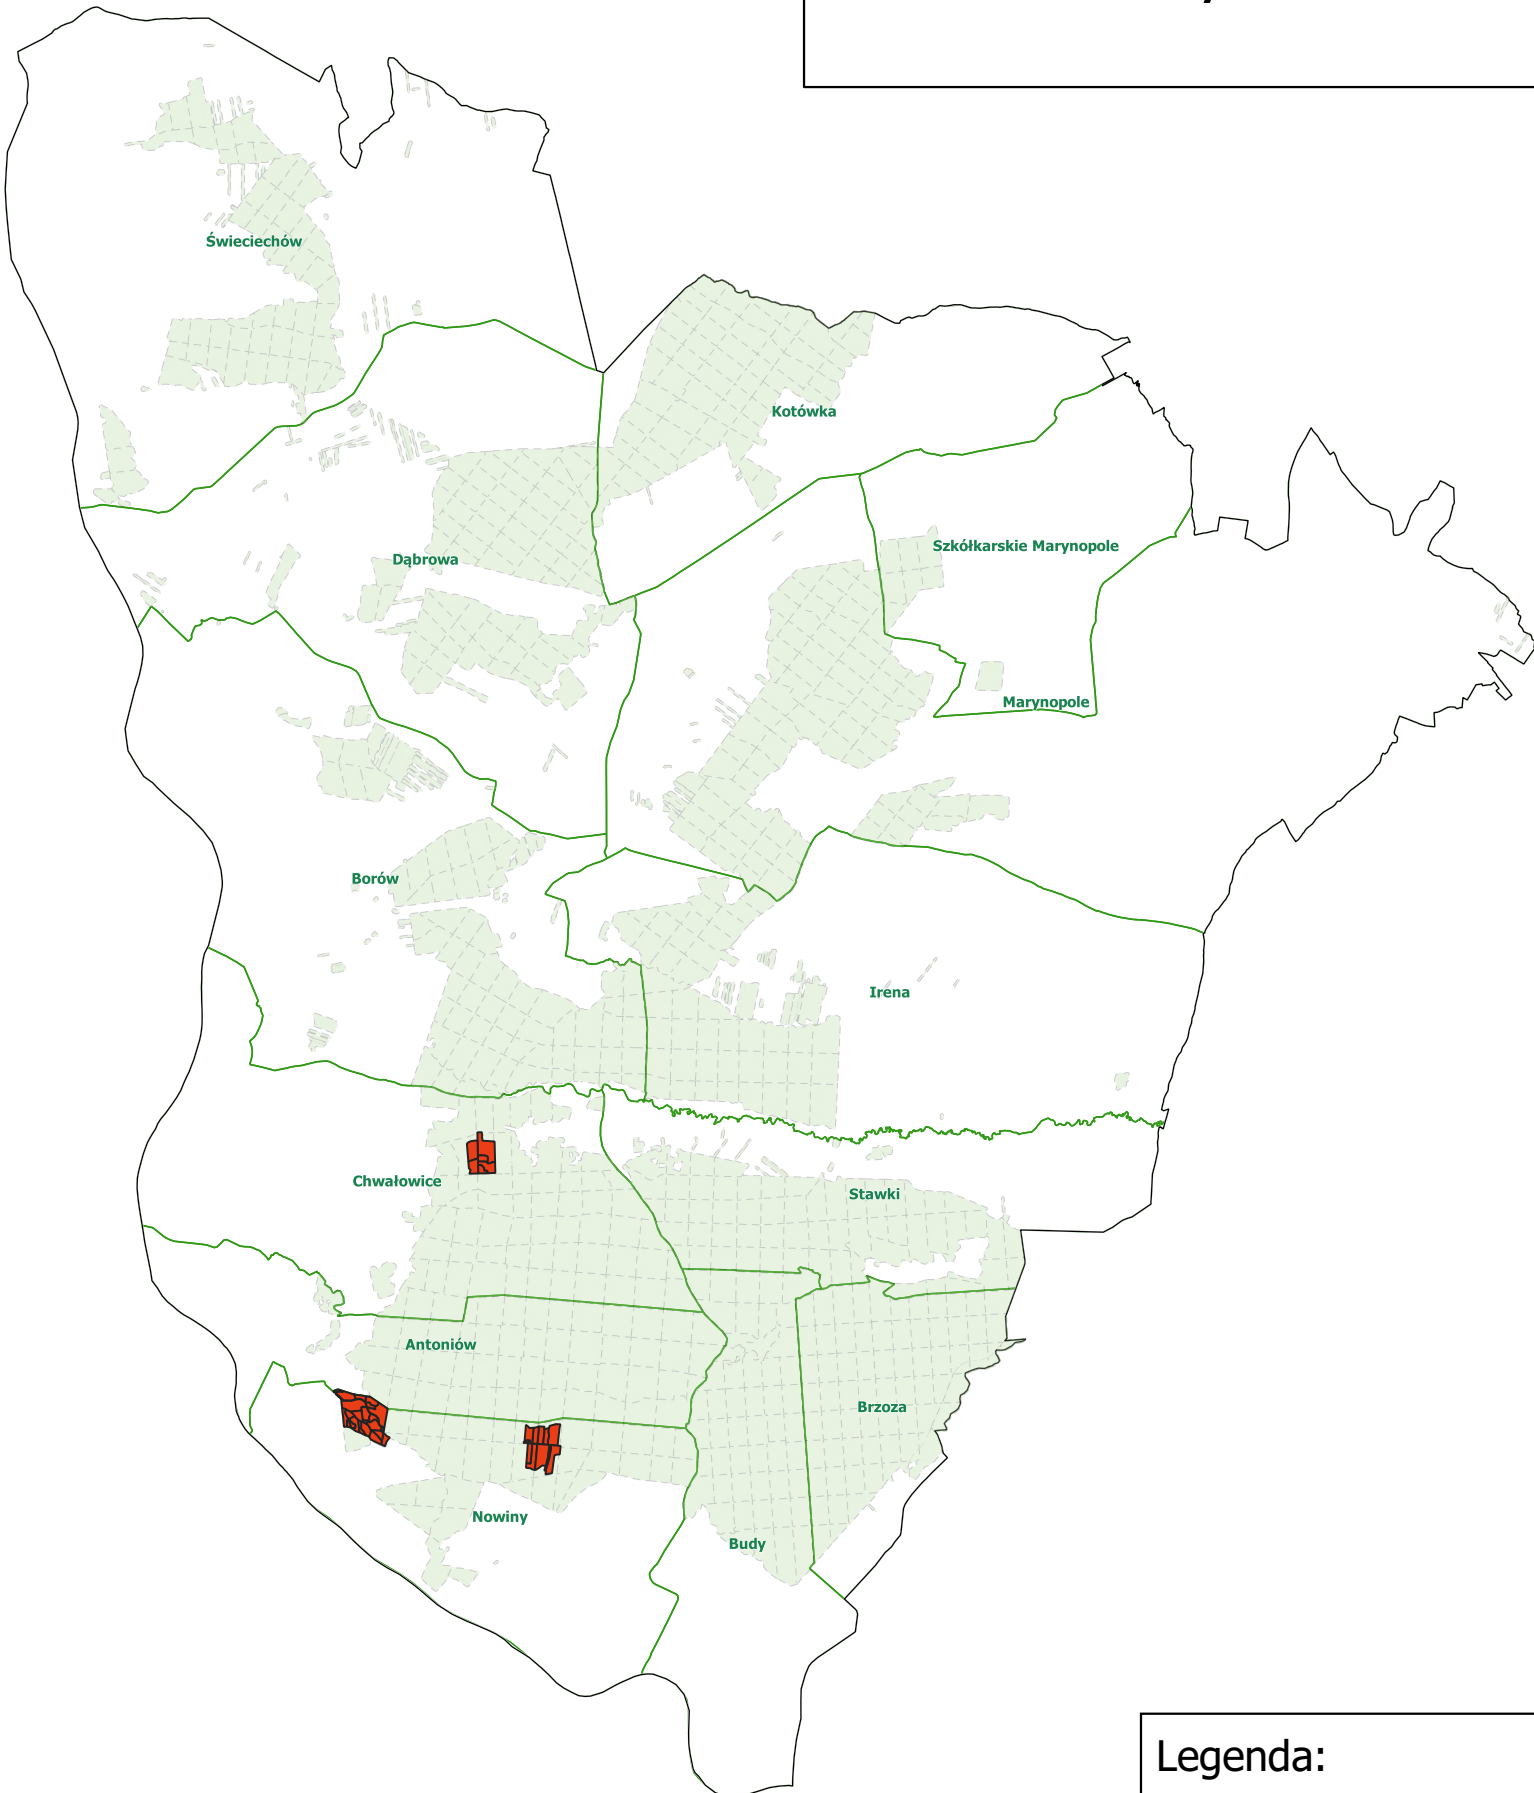 Świeciechów
Kotówka
Szkółkarskie Marynopole
Dąbrowa
Marynopole
Borów
Irena
Chwałowice
Stawki
Antoniów
Brzoza
Nowiny
Budy
Legenda: